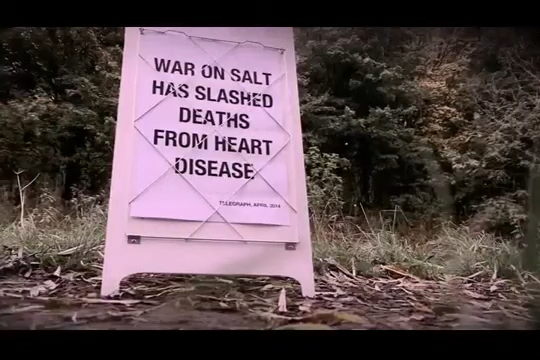 WAR ON SALT
HAS SLASHED
DEATHS
FROM HEART
DISEASE
TELEGRAPH, APRIL 2014